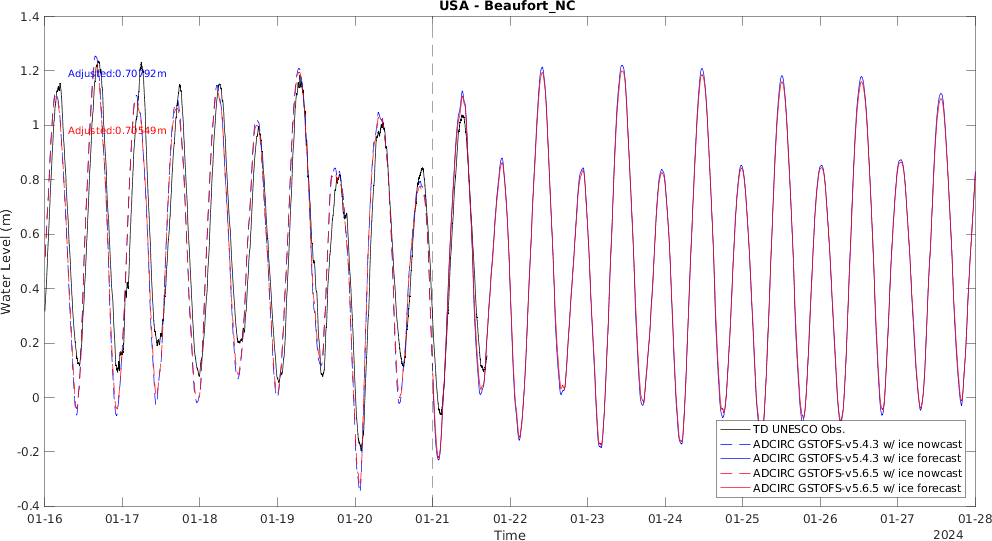 USA - Beaufort_NC
1.4
1.2
1
0.8
0.6
0.4
0.2
0
-0.2
-0.4
Water Level (m)
Adjusted:0.70792m
Adjusted:0.70549m
TD UNESCO Obs.
ADCIRC GSTOFS-v5.4.3 w/ ice nowcast
ADCIRC GSTOFS-v5.4.3 w/ ice forecast
ADCIRC GSTOFS-v5.6.5 w/ ice nowcast
ADCIRC GSTOFS-v5.6.5 w/ ice forecast
01-16 01-17 01-18 01-19 01-20 01-21 01-22 01-23 01-24 01-25 01-26 01-27 01-28
Time
2024